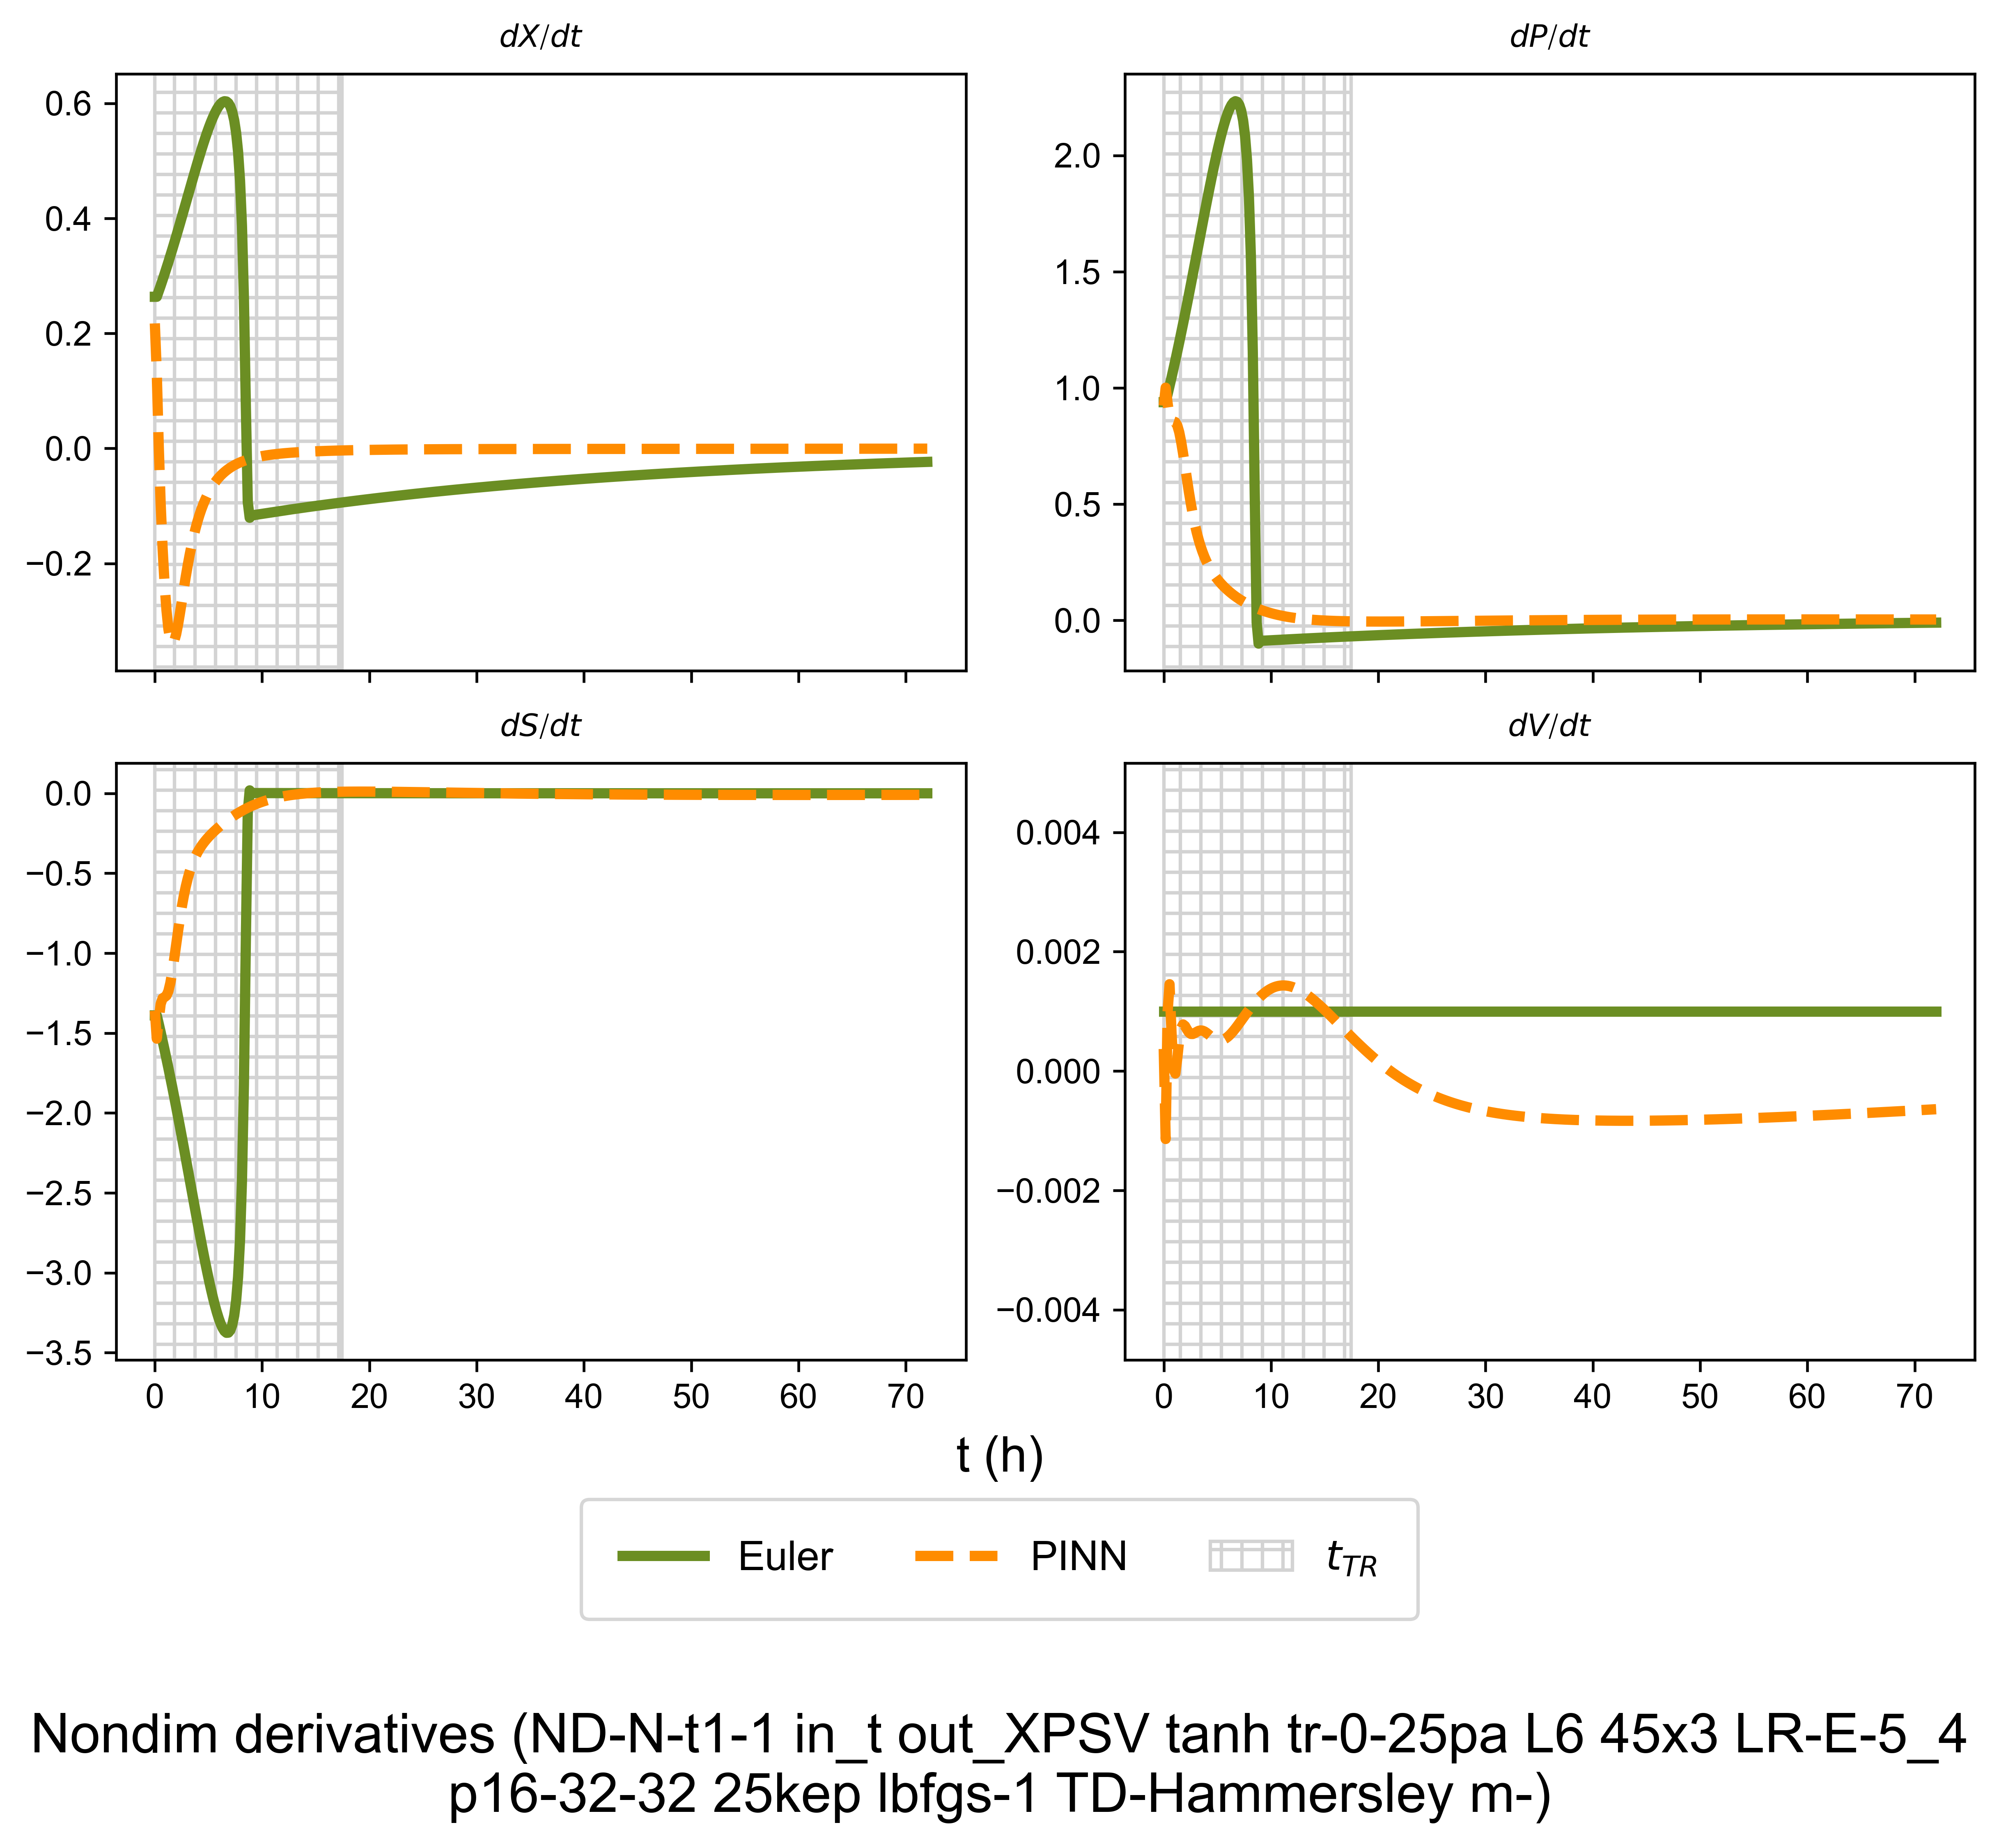 dX/dt
dP/dt
0.6
0.4
0.2
0.0
−0.2
2.0
1.5
1.0
0.5
0.0
dS/dt
dV/dt
0.0
−0.5
−1.0
−1.5
−2.0
−2.5
−3.0
−3.5
0 10 20 30 40 50 60 70
0.004
0.002
0.000
−0.002
−0.004
0 10 20 30 40 50 60 70
t (h)
Euler PINN t_TR
Nondim derivatives (ND-N-t1-1 in_t out_XPSV tanh tr-0-25pa L6 45x3 LR-E-5_4
p16-32-32 25kep lbfgs-1 TD-Hammersley m-)